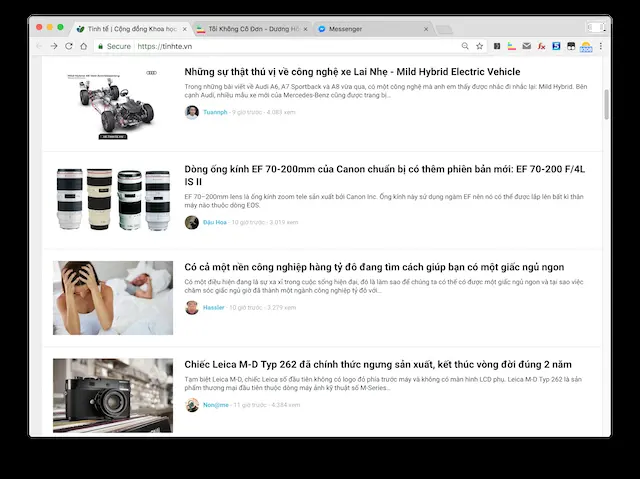 Tinh tế | Cộng đồng Khoa học
Tôi Không Cô Đơn - Dương Hồ
Messenger
Secure
https://tinhte.vn
Những sự thật thú vị về công nghệ xe Lai Nhẹ - Mild Hybrid Electric Vehicle
Trong những bài viết về Audi A6, A7 Sportback và A8 vừa qua, có một công nghệ mà anh em thấy được nhắc đi nhắc lại: Mild Hybrid. Bên
cạnh Audi, nhiều mẫu xe mới của Mercedes-Benz cũng được trang bị...
Tuannph - 9 giờ trước - 4.083 xem
Dòng ống kính EF 70-200mm của Canon chuẩn bị có thêm phiên bản mới: EF 70-200 F/4L
IS II
EF 70–200mm lens là ống kính zoom tele sản xuất bởi Canon Inc. Ống kính này sử dụng ngàm EF nên nó có thể được lắp lên bất kì thân
máy nào thuộc dòng EOS.
Đậu Hoa - 10 giờ trước - 3.019 xem
Có cả một nền công nghiệp hàng tỷ đô đang tìm cách giúp bạn có một giấc ngủ ngon
Có một điều hiện đang là sự xa xỉ trong cuộc sống hiện đại, đó là làm sao để chúng ta có thể có được một giấc ngủ ngon và tại sao việc
chăm sóc giấc ngủ giờ đã thành một ngành công nghiệp tỷ đô với...
Hassler - 10 giờ trước - 3.279 xem
Chiếc Leica M-D Typ 262 đã chính thức ngưng sản xuất, kết thúc vòng đời đúng 2 năm
Tạm biệt Leica M-D, chiếc Leica số đầu tiên không có logo đỏ phía trước máy và không có màn hình LCD phụ. Leica M-D Typ 262 là sản
phẩm thương mại đầu tiên thuộc dòng máy ảnh kỹ thuật số M-Series...
Non@me - 11 giờ trước - 4.384 xem